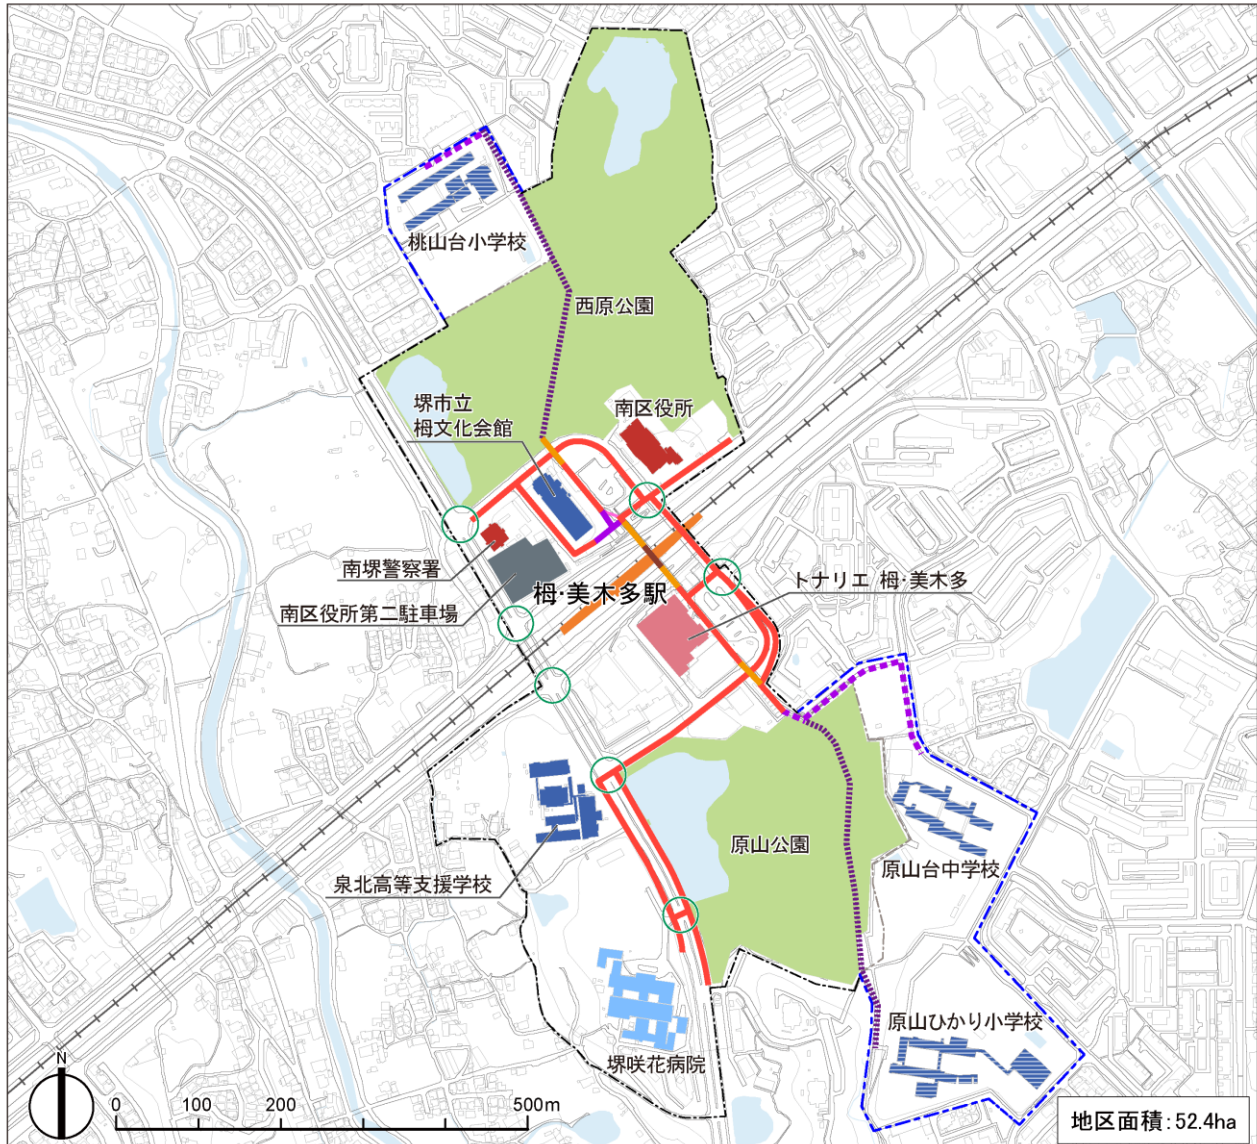 桃山台小学校
西原公園
堺市立
栂文化会館
南区役所
南堺警察署
南区役所第二駐車場
栂・美木多駅
トナリエ 栂・美木多
泉北高等支援学校
原山公園
原山台中学校
原山ひかり小学校
堺咲花病院
N
0 100 200 500m
地区面積:52.4ha